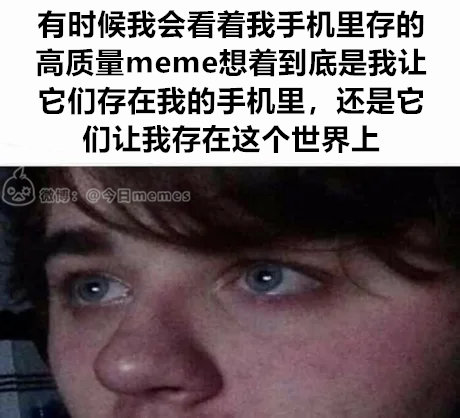 有时候我会看着我手机里存的
高质量meme想着到底是我让
它们存在我的手机里，还是它
们让我存在这个世界上
微博：@今日memes